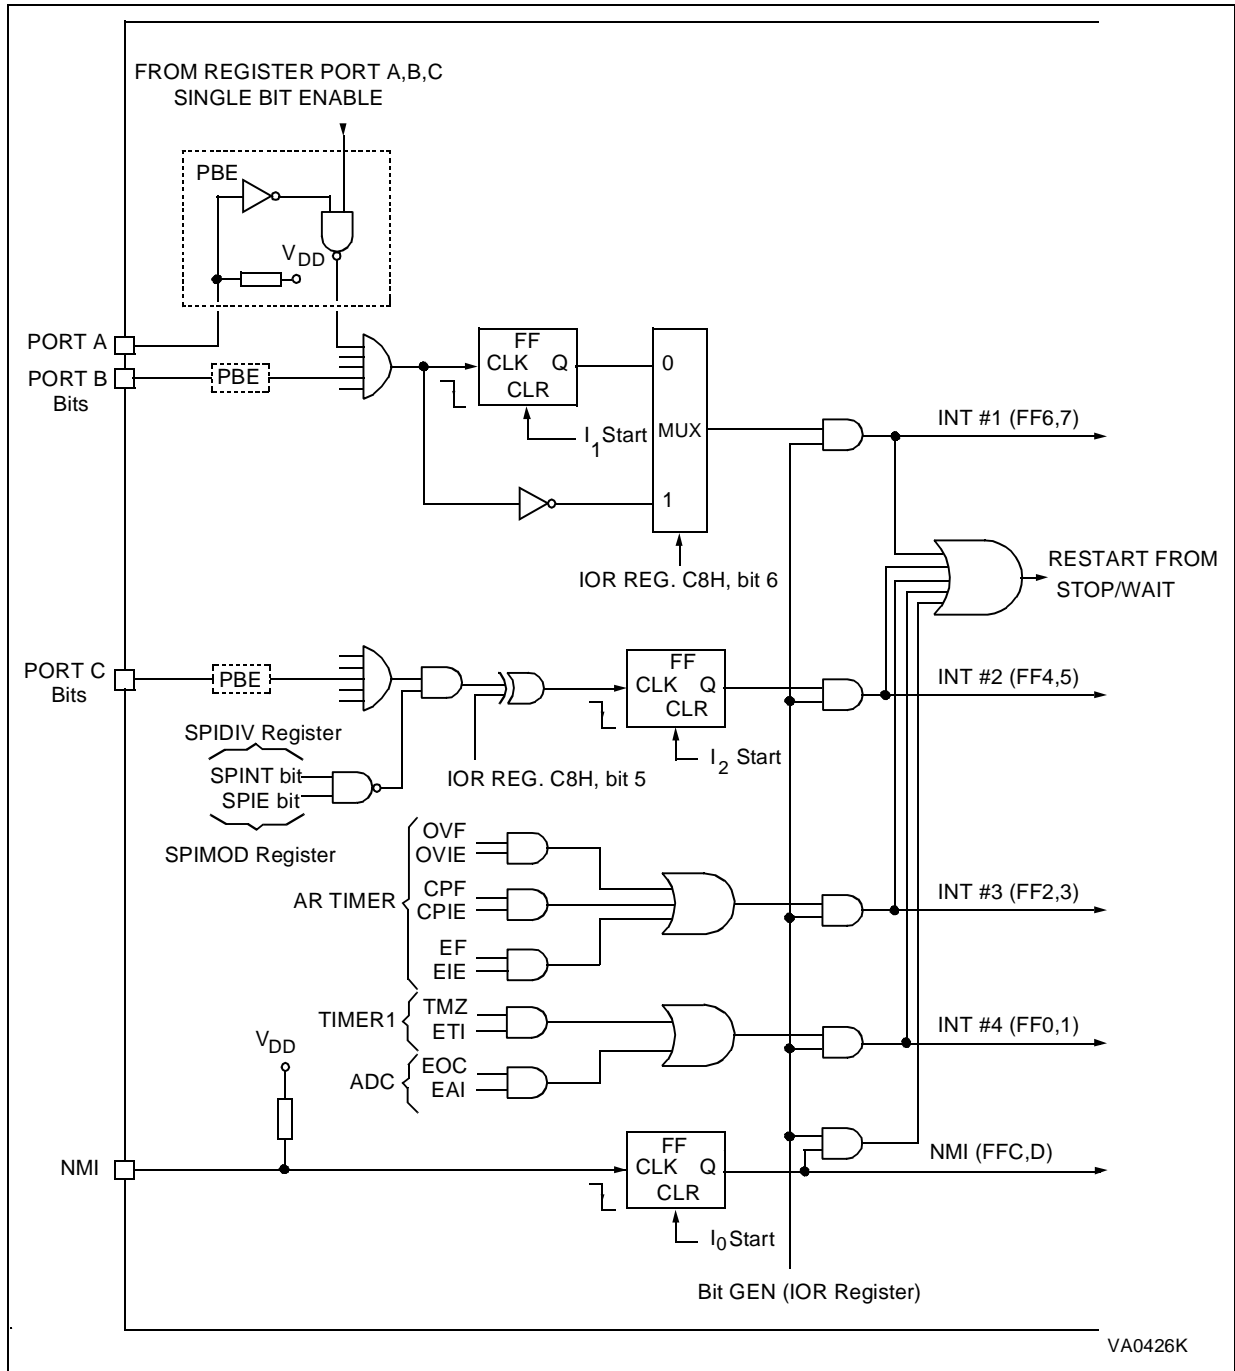 FROM REGISTER PORT A,B,C
SINGLE BIT ENABLE
PBE
VDD
PORT A
PORT B
Bits
PBE
FF
CLK Q
CLR
I1 Start
0
MUX
1
IOR REG. C8H, bit 6
INT #1 (FF6,7)
RESTART FROM
STOP/WAIT
PORT C
Bits
PBE
FF
CLK Q
CLR
I2 Start
INT #2 (FF4,5)
SPIDIV Register
SPINT bit
SPIE bit
SPIMOD Register
IOR REG. C8H, bit 5
AR TIMER
OVF
OVIE
CPF
CPIE
EF
EIE
INT #3 (FF2,3)
TIMER1
TMZ
ETI
ADC
EOC
EAI
INT #4 (FF0,1)
VDD
NMI
FF
CLK Q
CLR
I0 Start
NMI (FFC,D)
Bit GEN (IOR Register)
VA0426K